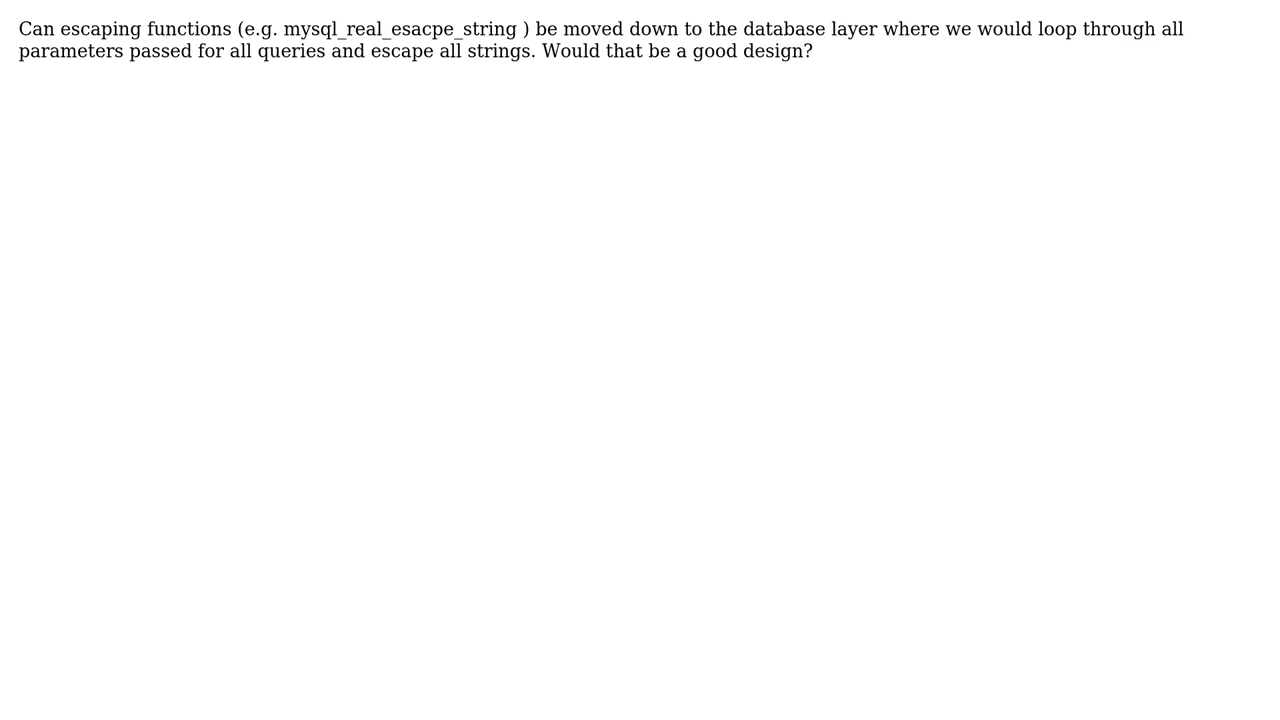 Can escaping functions (e.g. mysql_real_esacpe_string ) be moved down to the database layer where we would loop through all
parameters passed for all queries and escape all strings. Would that be a good design?